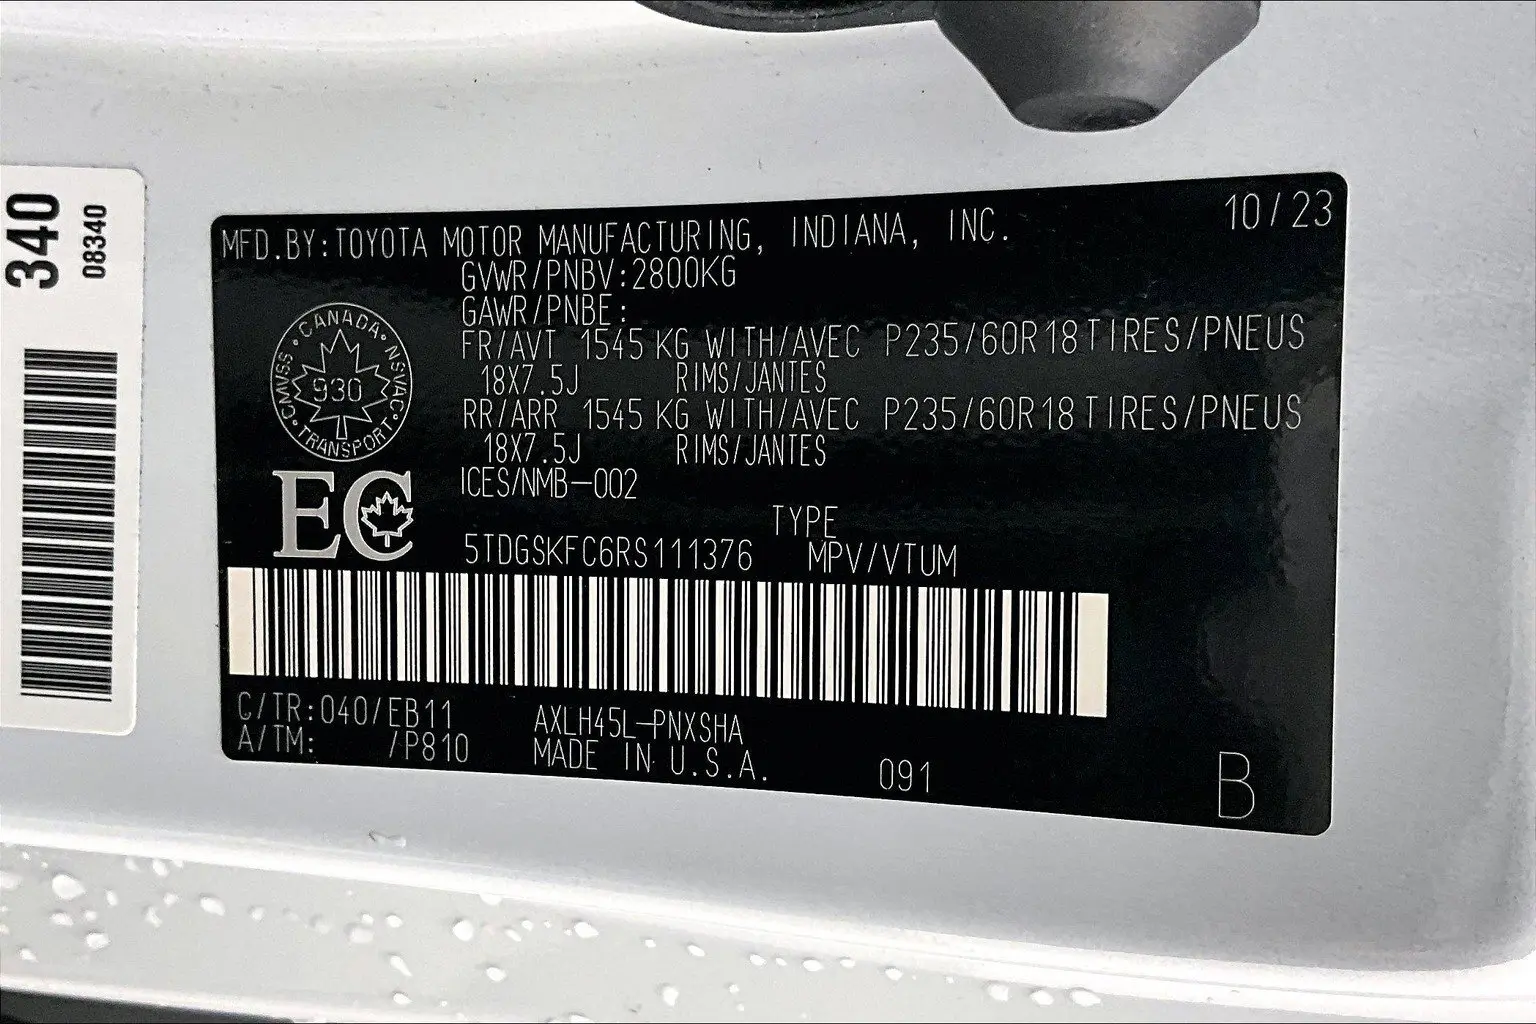 340
08340
MFD.BY:TOYOTA MOTOR MANUFACTURING, INDIANA, INC. 10/23
GVWR/PNBV:2800KG
GAWR/PNBE:
FR/AVT 1545 KG WITH/AVEC P235/60R18 TIRES/PNEUS
18X7.5J RIMS/JANTES
RR/ARR 1545 KG WITH/AVEC P235/60R18 TIRES/PNEUS
18X7.5J RIMS/JANTES
ICES/NMB-002
CANADA · NSVAC · TRANSPORT · CMVSS ·
930
EC
TYPE
5TDGSKFC6RS111376 MPV/VTUM
C/TR:040/EB11 AXLH45L-PNXSHA
A/TM: /P810 MADE IN U.S.A. 091 B